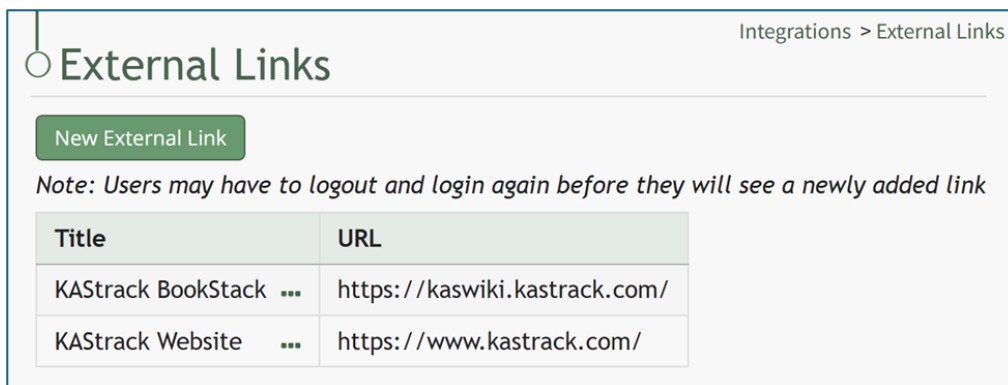 Integrations > External Links
External Links
New External Link
Note: Users may have to logout and login again before they will see a newly added link
Title URL
KAStrack BookStack ... https://kaswiki.kastrack.com/
KAStrack Website ... https://www.kastrack.com/